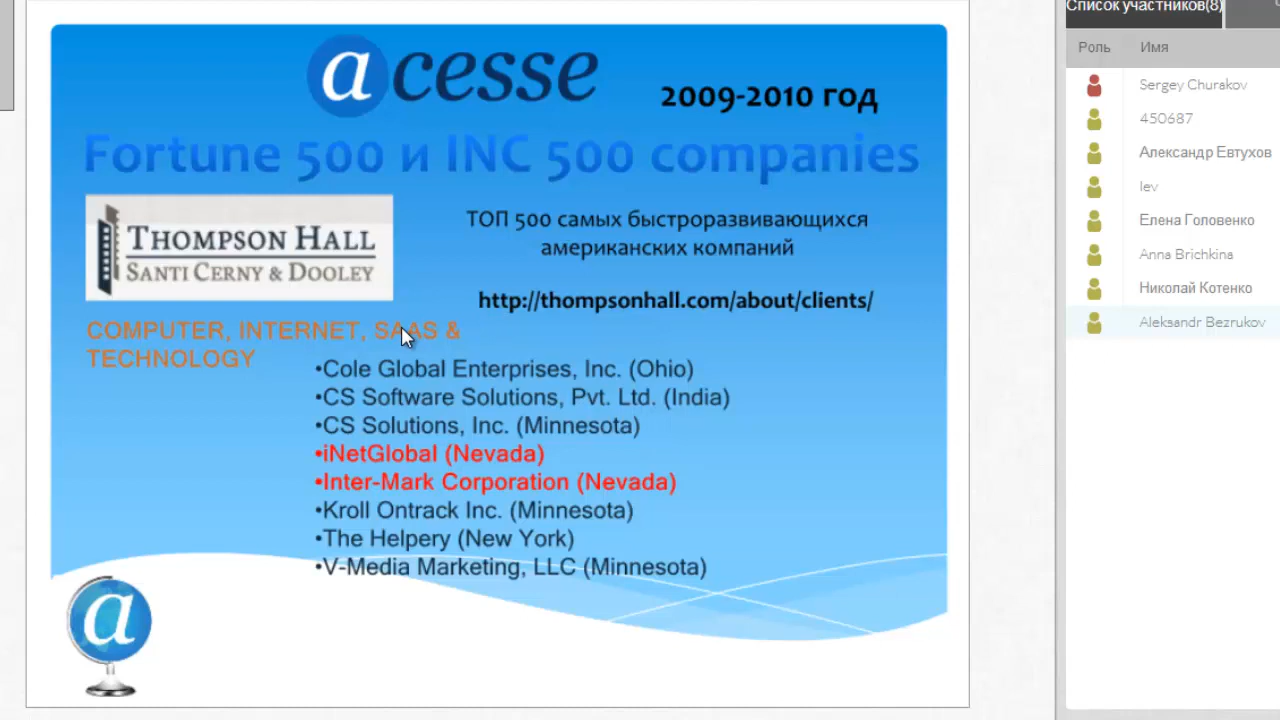 Список участников(8)
Роль Имя
Sergey Churakov
450687
Александр Евтухов
lev
Елена Головенко
Anna Brichkina
Николай Котенко
Aleksandr Bezrukov
acesse
2009-2010 год
Fortune 500 и INC 500 companies
THOMPSON HALL
SANTI CERNY & DOOLEY
ТОП 500 самых быстроразвивающихся
американских компаний
http://thompsonhall.com/about/clients/
COMPUTER, INTERNET, SAAS &
TECHNOLOGY
•Cole Global Enterprises, Inc. (Ohio)
•CS Software Solutions, Pvt. Ltd. (India)
•CS Solutions, Inc. (Minnesota)
•iNetGlobal (Nevada)
•Inter-Mark Corporation (Nevada)
•Kroll Ontrack Inc. (Minnesota)
•The Helpery (New York)
•V-Media Marketing, LLC (Minnesota)
a